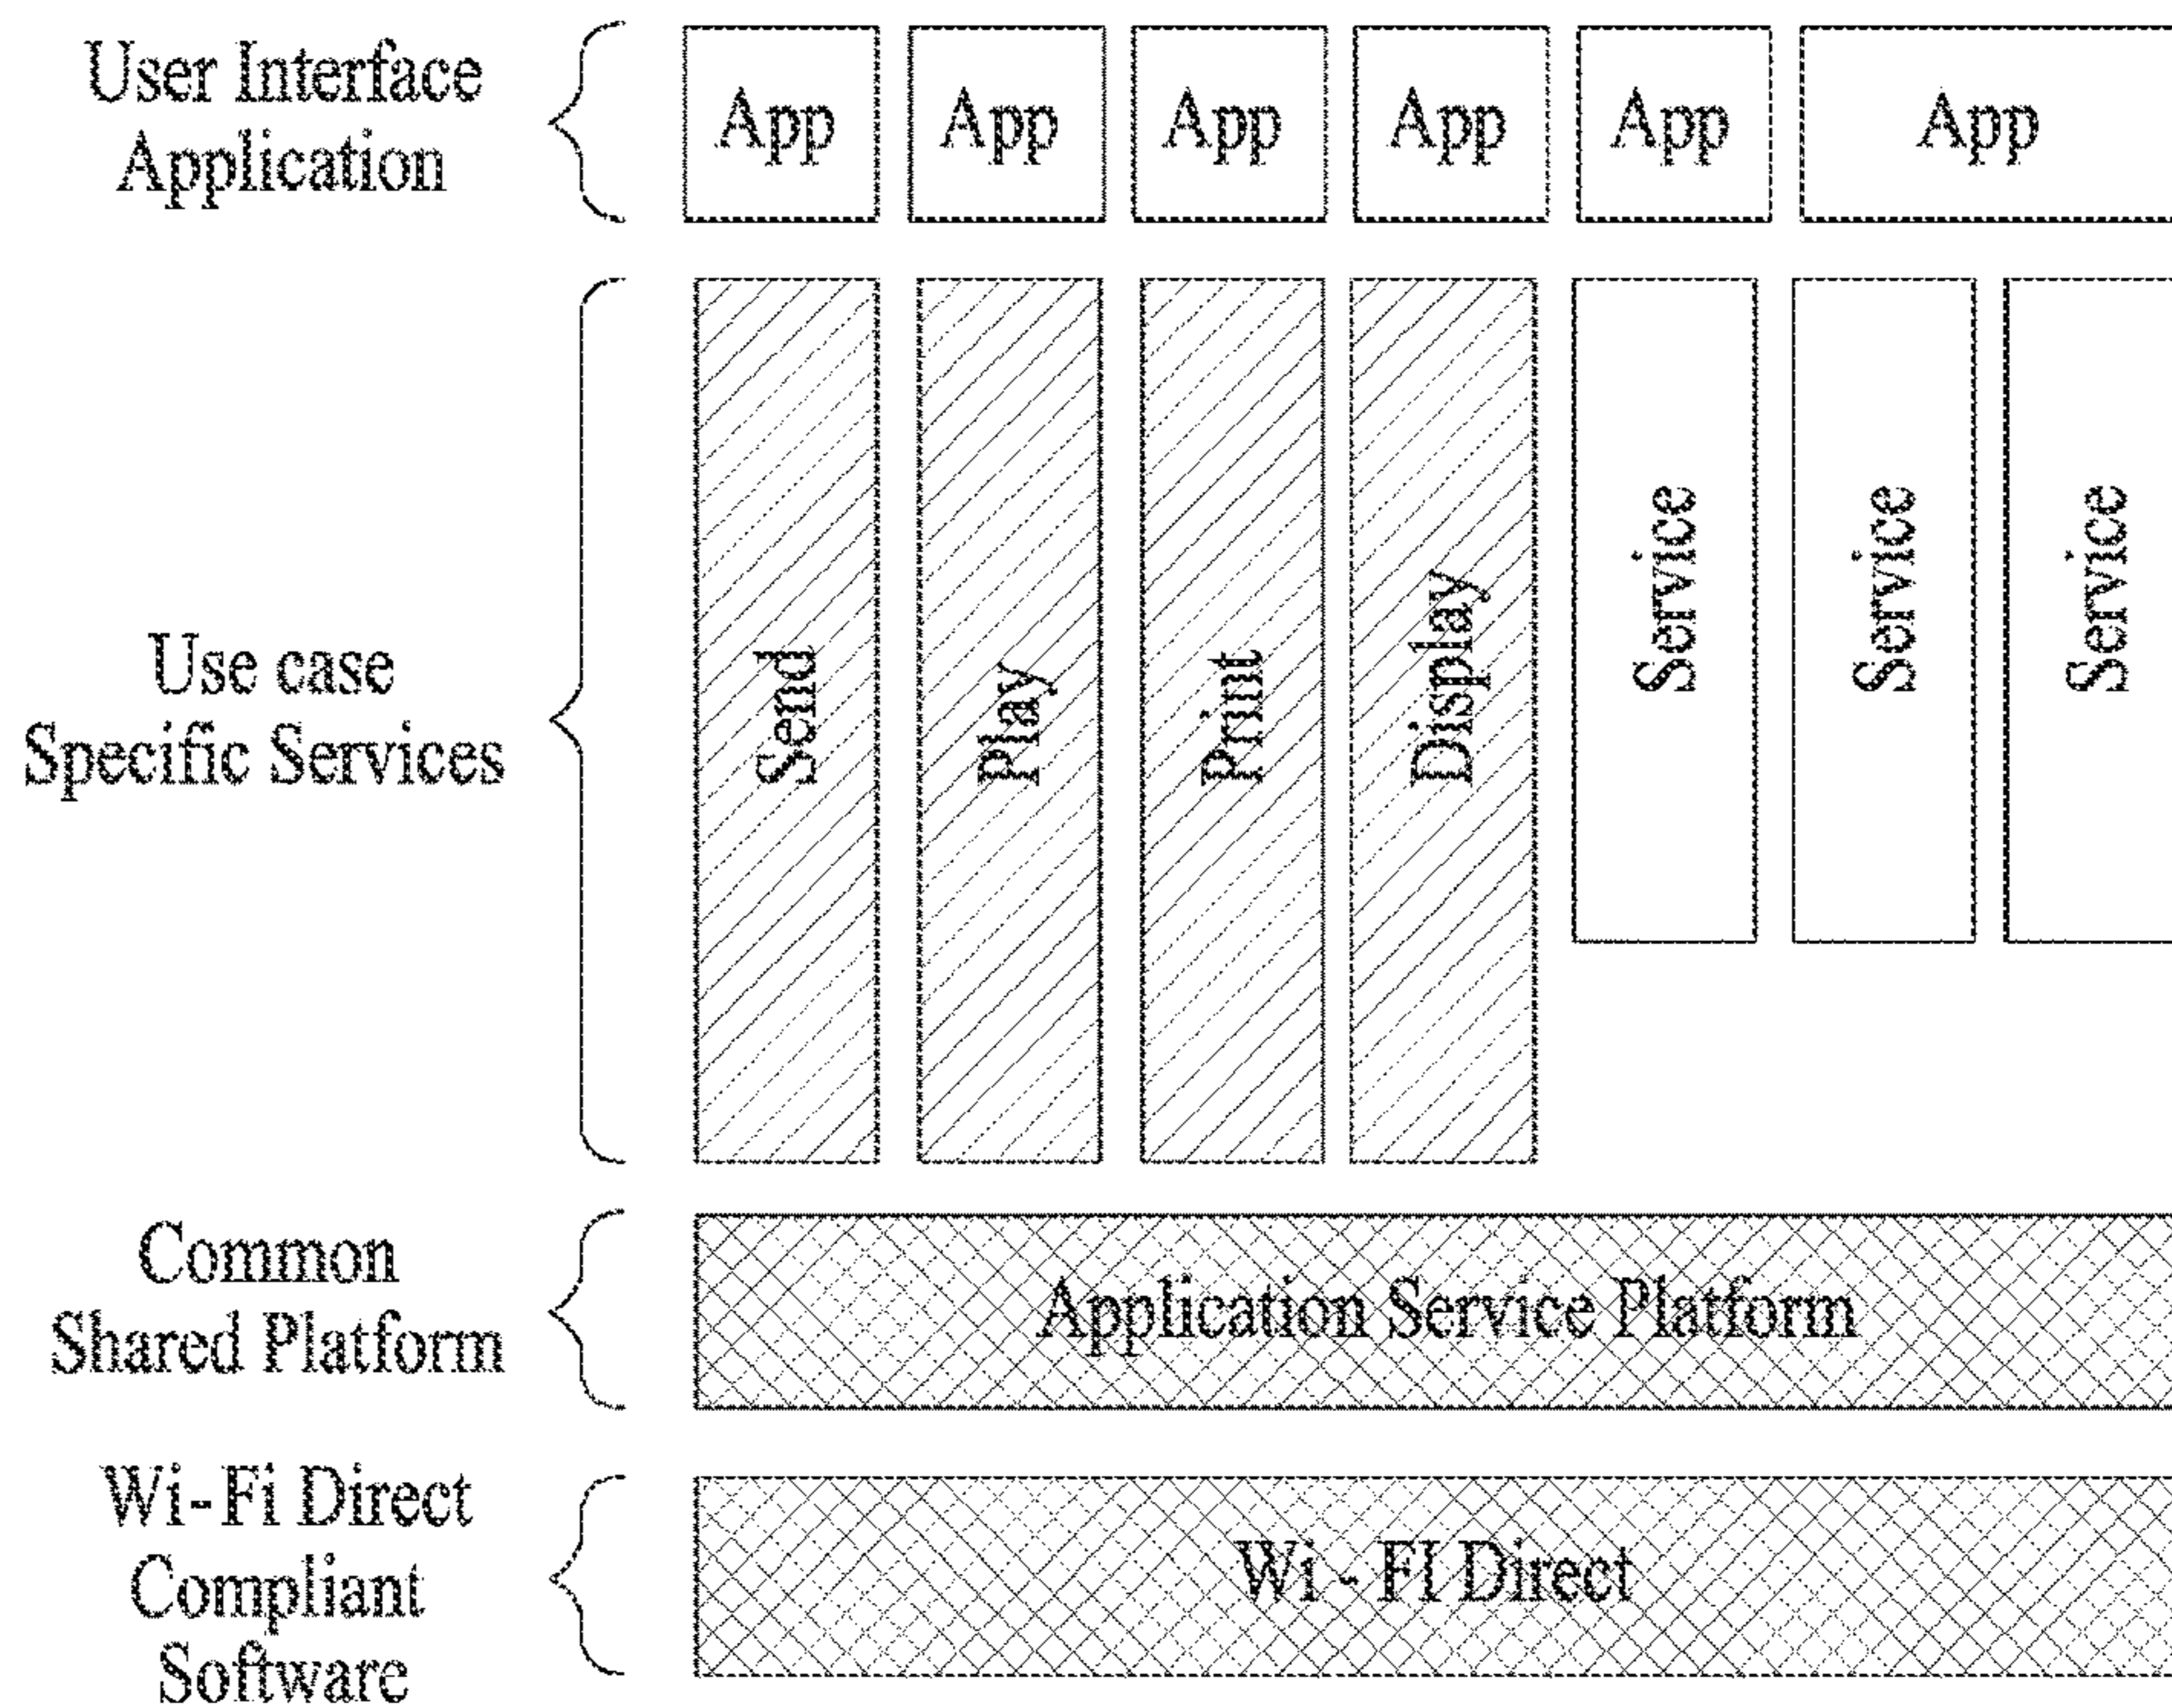 User Interface
Application
App App App App App App
Use case
Specific Services
Send Play Print Display Service Service Service
Common
Shared Platform
Application Service Platform
Wi-Fi Direct
Compliant
Software
Wi - FI Direct